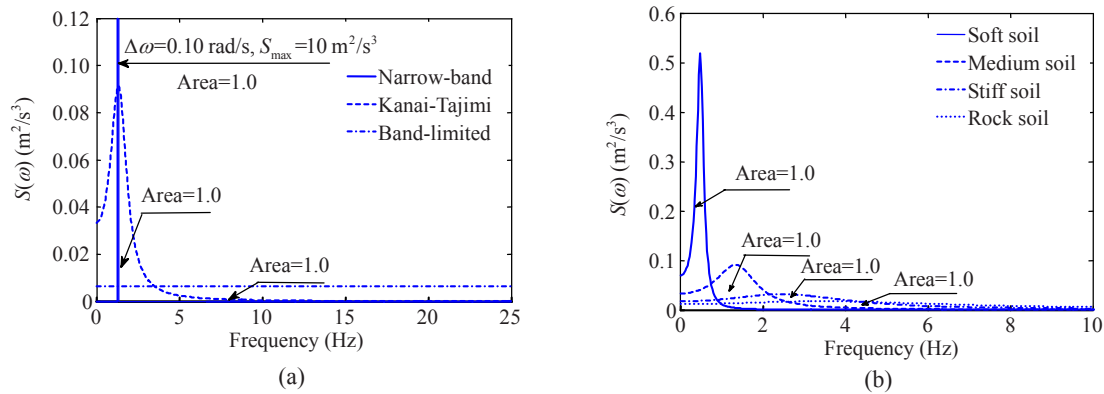 0.12
0.10
0.08
0.06
0.04
0.02
0.00
S(ω) (m²/s³)
Δω=0.10 rad/s, Sₘₐₓ=10 m²/s³
Area=1.0
Narrow-band
Kanai-Tajimi
Band-limited
Area=1.0
Area=1.0
0 5 10 15 20 25
Frequency (Hz)
(a)
0.6
0.5
0.4
0.3
0.2
0.1
0.0
S(ω) (m²/s³)
Soft soil
Medium soil
Stiff soil
Rock soil
Area=1.0
Area=1.0
Area=1.0
Area=1.0
0 2 4 6 8 10
Frequency (Hz)
(b)